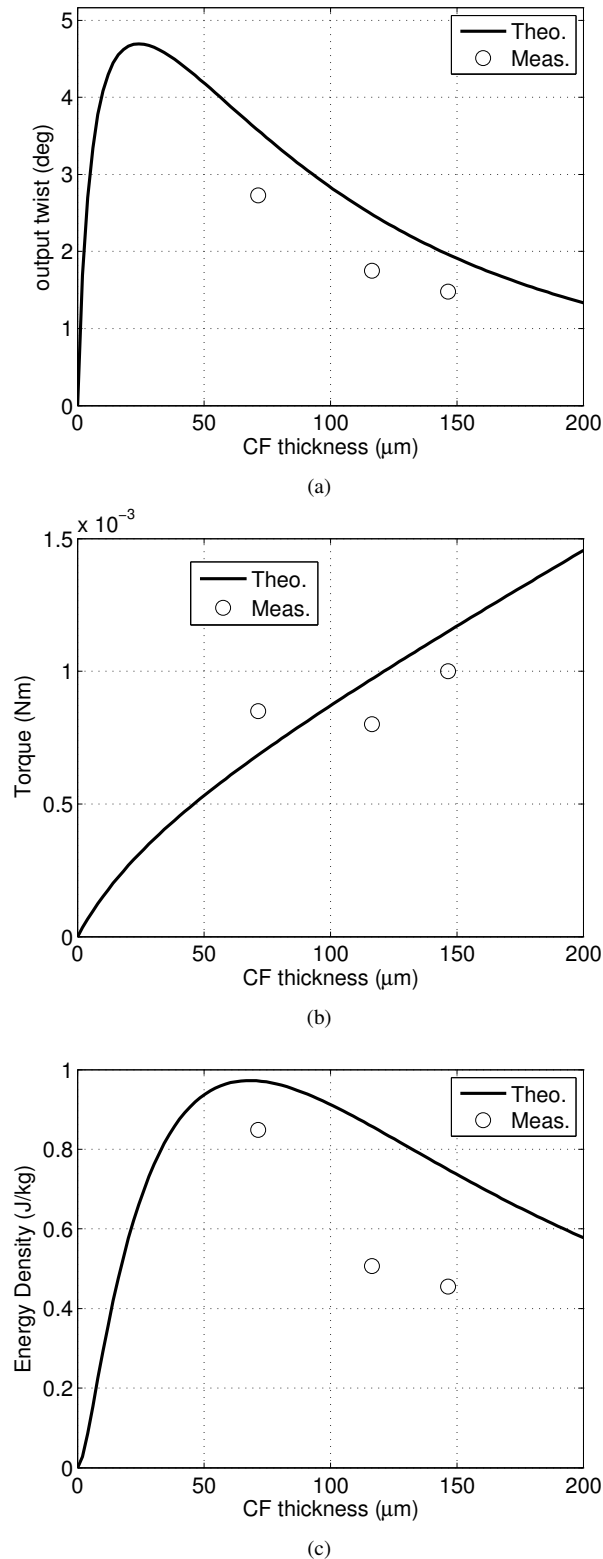 5
4
3
2
1
0
output twist (deg)
Theo.
Meas.
0 50 100 150 200
CF thickness (μm)
(a)
x 10⁻³
1.5
1
0.5
0
Torque (Nm)
Theo.
Meas.
0 50 100 150 200
CF thickness (μm)
(b)
1
0.8
0.6
0.4
0.2
0
Energy Density (J/kg)
Theo.
Meas.
0 50 100 150 200
CF thickness (μm)
(c)